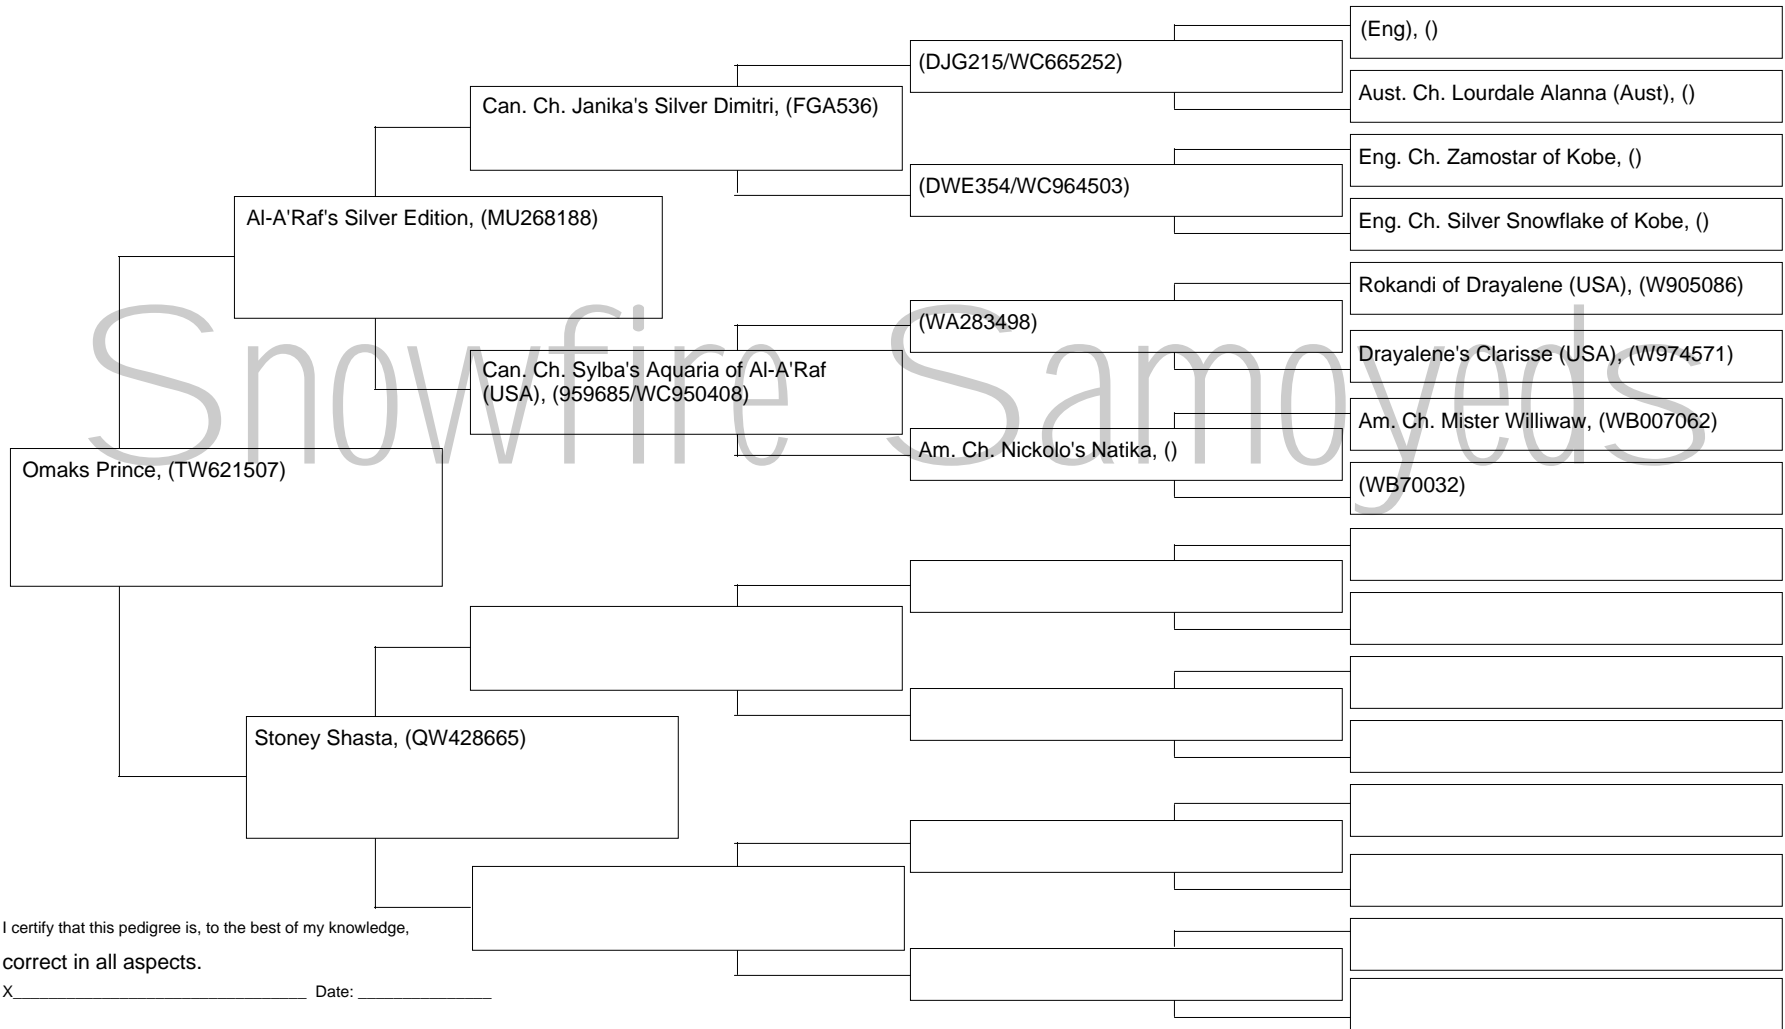 (Eng), ()
(DJG215/WC665252)
Aust. Ch. Lourdale Alanna (Aust), ()
Can. Ch. Janika's Silver Dimitri, (FGA536)
Eng. Ch. Zamostar of Kobe, ()
(DWE354/WC964503)
Eng. Ch. Silver Snowflake of Kobe, ()
Al-A'Raf's Silver Edition, (MU268188)
Rokandi of Drayalene (USA), (W905086)
(WA283498)
Drayalene's Clarisse (USA), (W974571)
Can. Ch. Sylba's Aquaria of Al-A'Raf
(USA), (959685/WC950408)
Snowfire Samoyeds
Am. Ch. Mister Williwaw, (WB007062)
Am. Ch. Nickolo's Natika, ()
(WB70032)
Omaks Prince, (TW621507)
Stoney Shasta, (QW428665)
I certify that this pedigree is, to the best of my knowledge,
correct in all aspects.
X_________________________________ Date: _______________